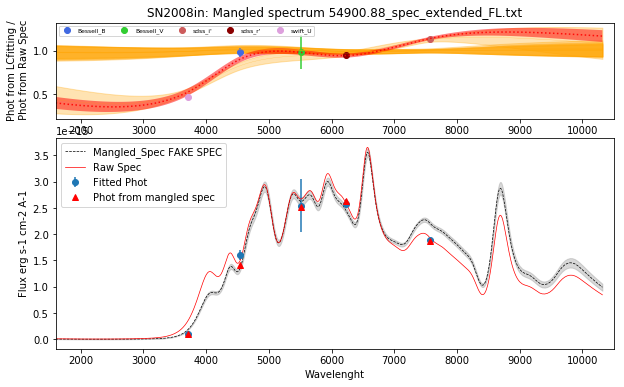 SN2008in: Mangled spectrum 54900.88_spec_extended_FL.txt
Bessell_B Bessell_V sdss_i' sdss_r' swift_U
Phot from LCfitting /
Phot from Raw Spec
1.0
0.5
2000 3000 4000 5000 6000 7000 8000 9000 10000
Mangled_Spec FAKE SPEC
Raw Spec
Fitted Phot
Phot from mangled spec
Flux erg s-1 cm-2 A-1
3.5
3.0
2.5
2.0
1.5
1.0
0.5
0.0
2000 3000 4000 5000 6000 7000 8000 9000 10000
Wavelenght